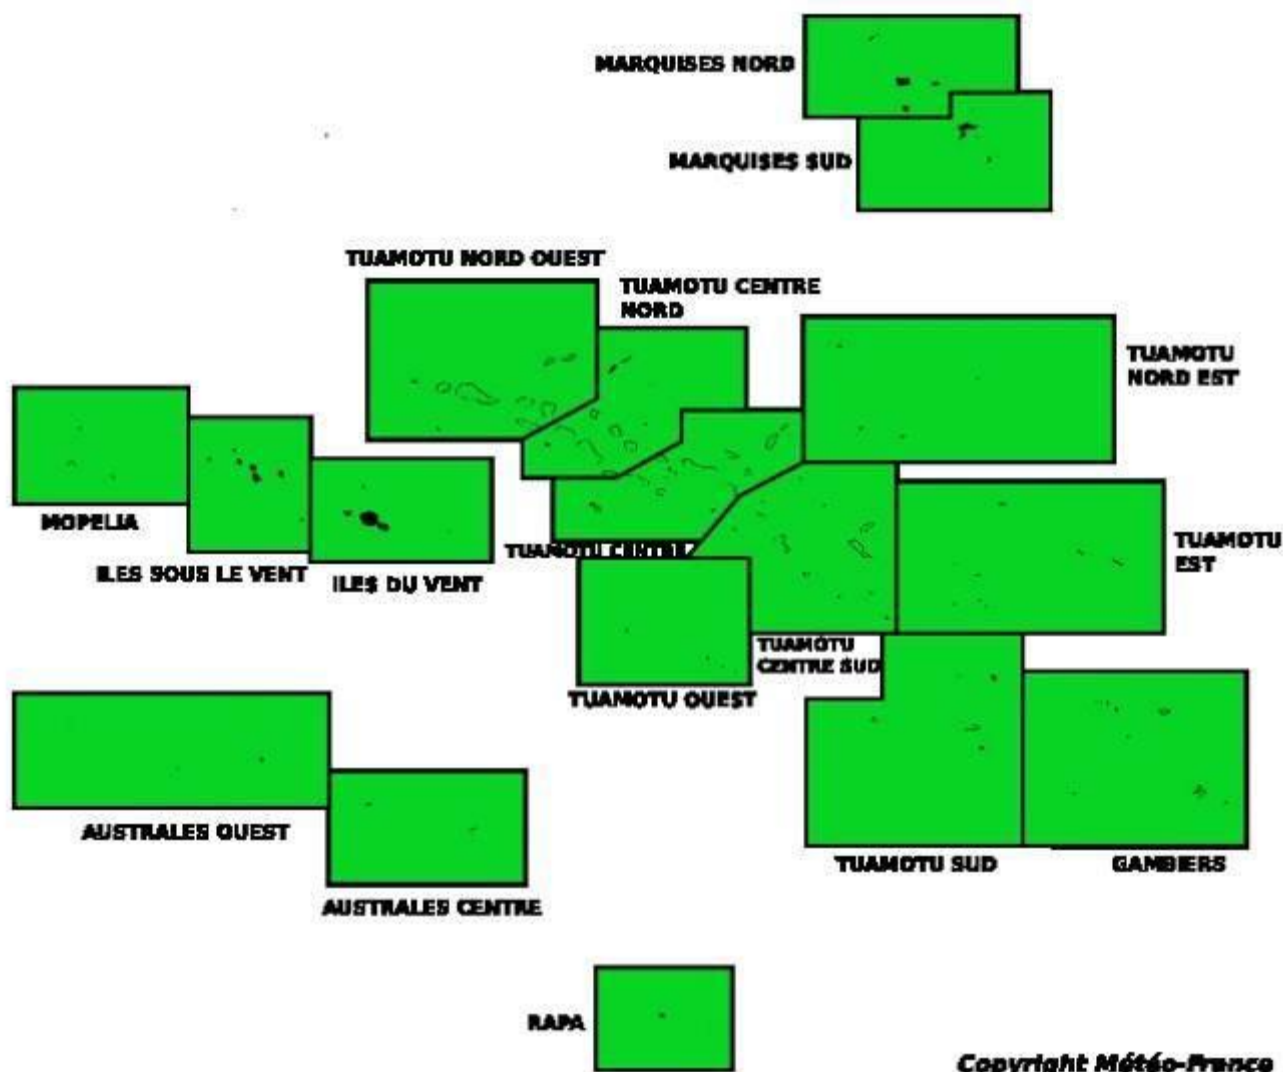 MARQUISES NORD
MARQUISES SUD
TUAMOTU NORD OUEST
TUAMOTU CENTRE
NORD
TUAMOTU
NORD EST
MOPELIA
ILES SOUS LE VENT
ILES DU VENT
TUAMOTU CENTRE
TUAMOTU
EST
TUAMOTU
CENTRE SUD
TUAMOTU OUEST
AUSTRALES OUEST
TUAMOTU SUD
GAMBIERS
AUSTRALES CENTRE
RAPA
Copyright Météo-France